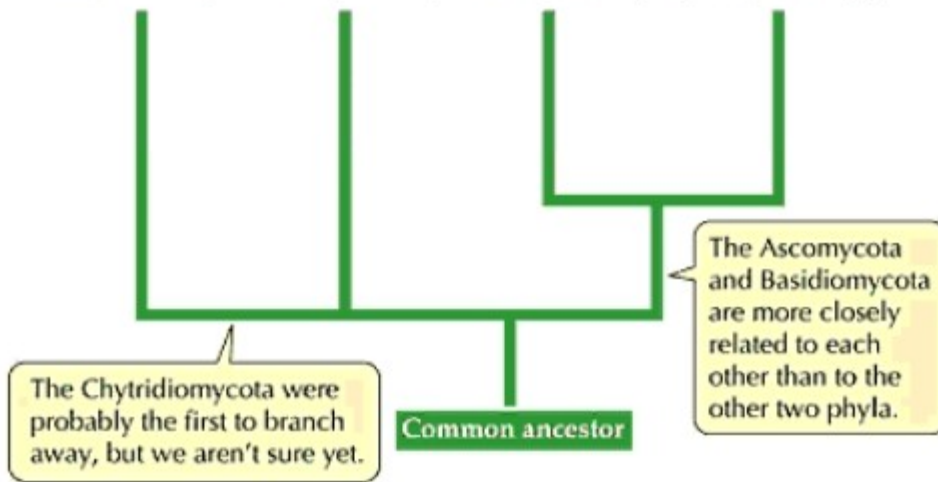 The Ascomycota
and Basidiomycota
are more closely
related to each
other than to the
other two phyla.
The Chytridiomycota were
probably the first to branch
away, but we aren't sure yet.
Common ancestor